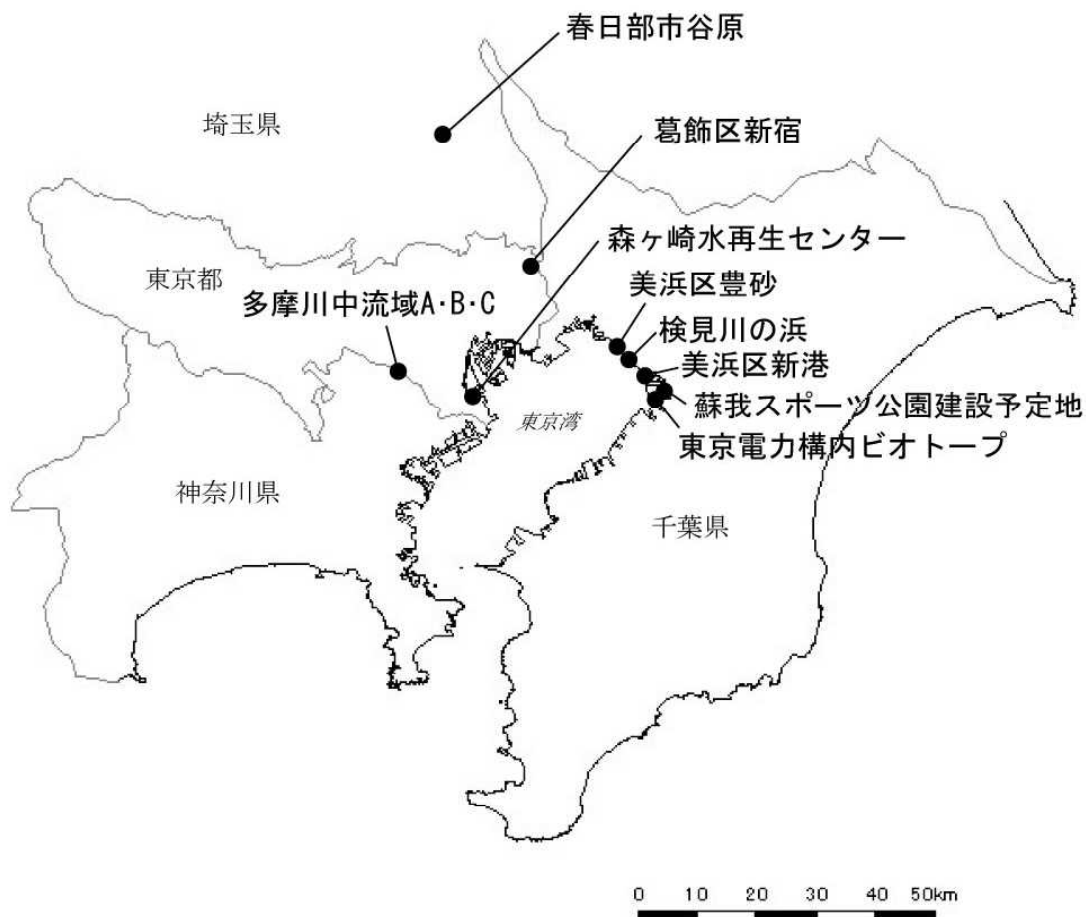 春日部市谷原
埼玉県
葛飾区新宿
森ヶ崎水再生センター
東京都
美浜区豊砂
多摩川中流域A・B・C
検見川の浜
美浜区新港
蘇我スポーツ公園建設予定地
東京湾
東京電力構内ビオトープ
神奈川県
千葉県
0 10 20 30 40 50km